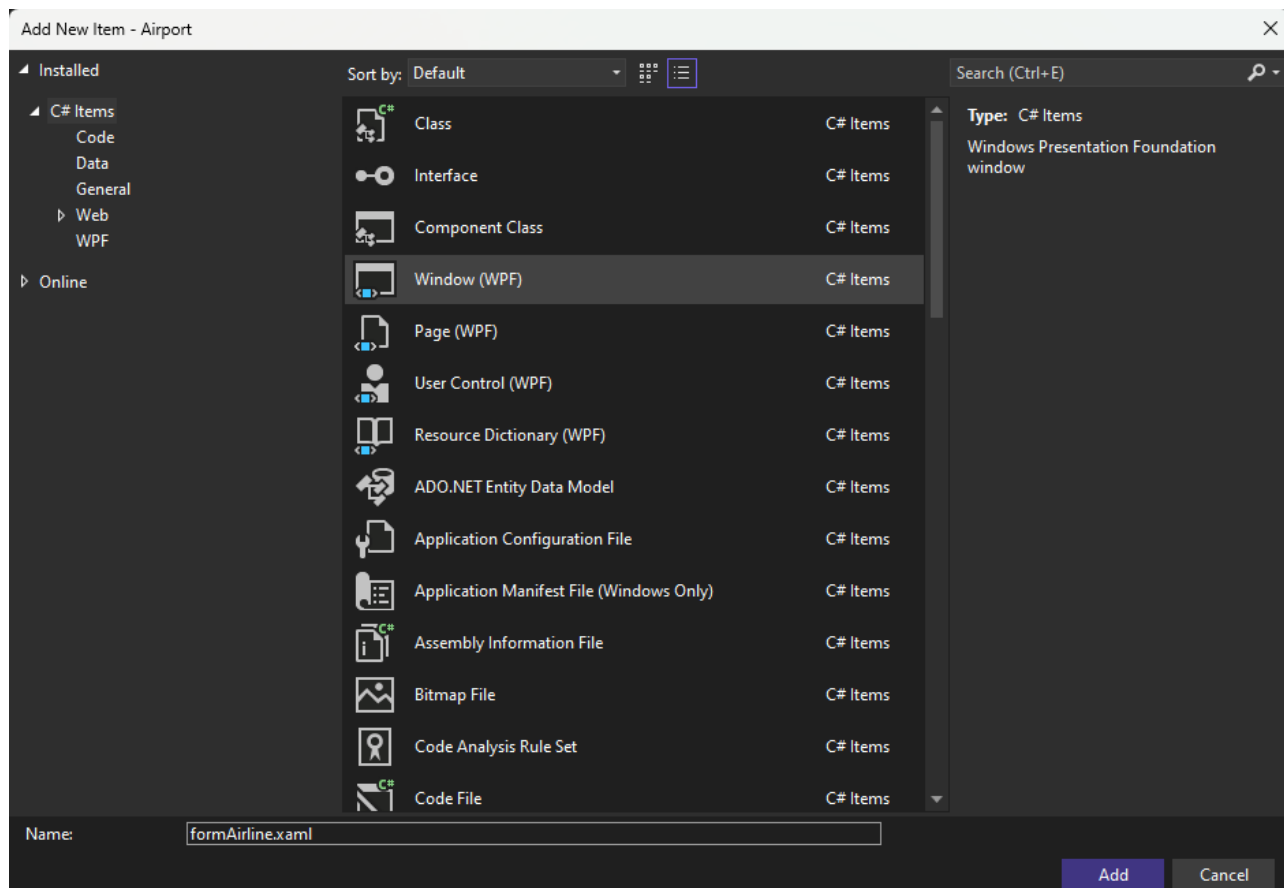 Add New Item - Airport
Installed
C# Items
Code
Data
General
Web
WPF
Online
Sort by: Default
Search (Ctrl+E)
C#
Class C# Items
Interface C# Items
Component Class C# Items
Window (WPF) C# Items
Page (WPF) C# Items
User Control (WPF) C# Items
Resource Dictionary (WPF) C# Items
ADO.NET Entity Data Model C# Items
Application Configuration File C# Items
Application Manifest File (Windows Only) C# Items
C#
Assembly Information File C# Items
Bitmap File C# Items
Code Analysis Rule Set C# Items
C#
Code File C# Items
Type: C# Items
Windows Presentation Foundation
window
Name: formAirline.xaml
Add Cancel